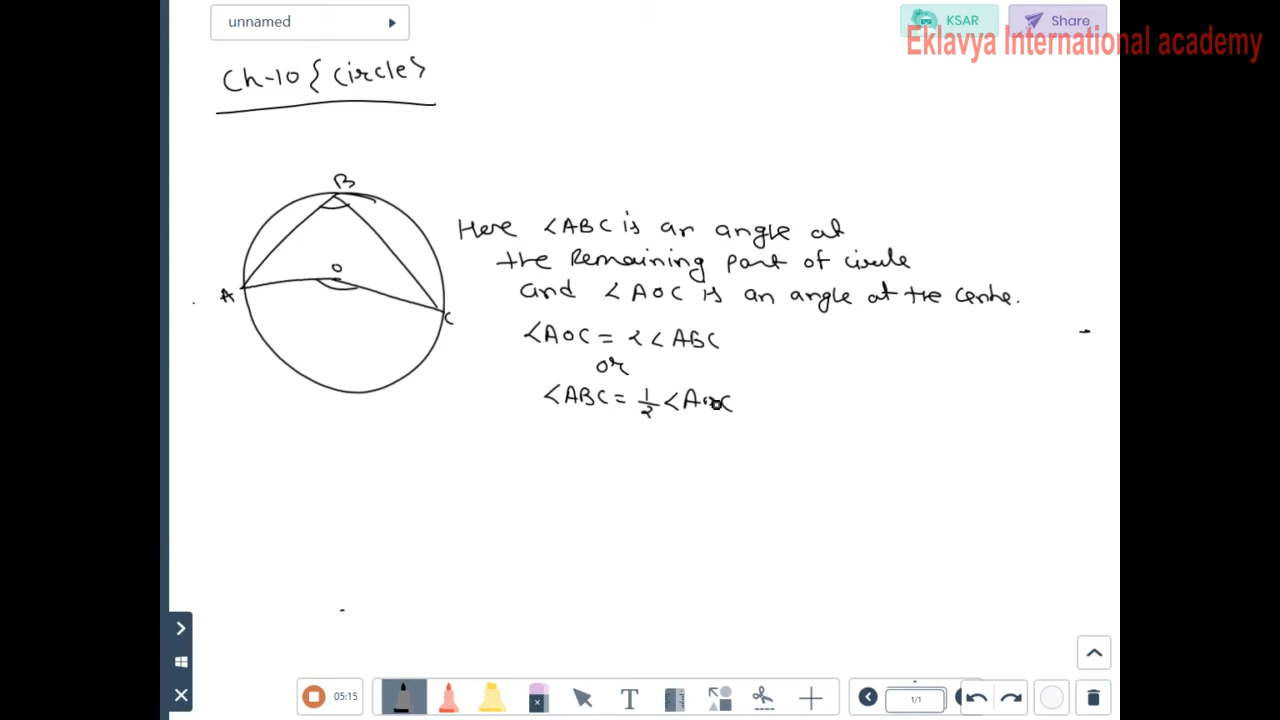 unnamed
KSAR
Share
Eklavya International academy
Ch-10 {circle}
B
O
A
C
Here ∠ABC is an angle at
the remaining part of circle
and ∠AOC is an angle at the centre.
∠AOC = 2 ∠ABC
or
∠ABC = 1/2 ∠AOC
05:15
T
1/1